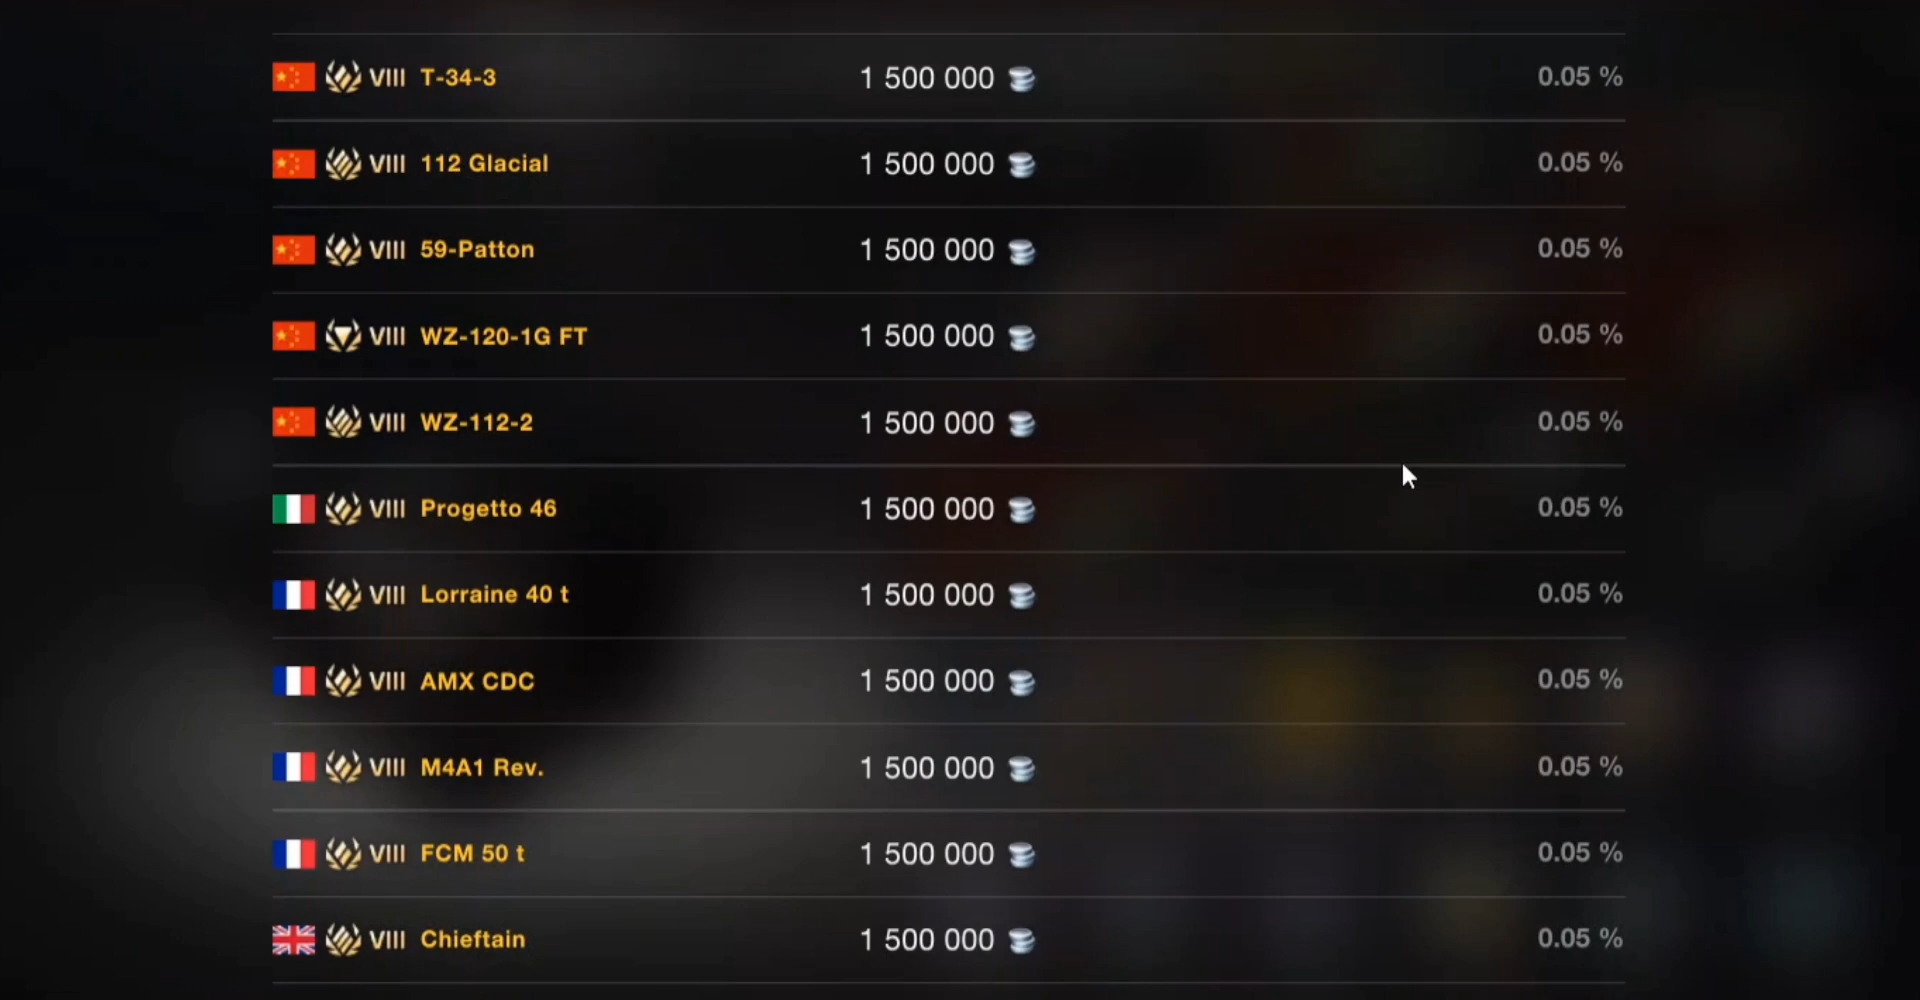 VIII T-34-3 1 500 000 0.05 %
VIII 112 Glacial 1 500 000 0.05 %
VIII 59-Patton 1 500 000 0.05 %
VIII WZ-120-1G FT 1 500 000 0.05 %
VIII WZ-112-2 1 500 000 0.05 %
VIII Progetto 46 1 500 000 0.05 %
VIII Lorraine 40 t 1 500 000 0.05 %
VIII AMX CDC 1 500 000 0.05 %
VIII M4A1 Rev. 1 500 000 0.05 %
VIII FCM 50 t 1 500 000 0.05 %
VIII Chieftain 1 500 000 0.05 %